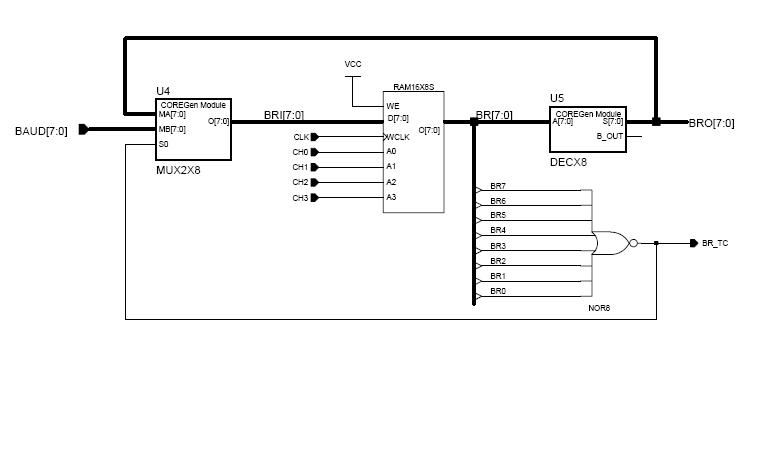 VCC
U4
COREGen Module
MA[7:0]
MB[7:0]
O[7:0]
S0
MUX2X8
BAUD[7:0]
BRI[7:0]
RAM16X8S
WE
D[7:0]
O[7:0]
WCLK
A0
A1
A2
A3
CLK
CH0
CH1
CH2
CH3
BR[7:0]
U5
COREGen Module
A[7:0]
S[7:0]
B_OUT
DECX8
BRO[7:0]
BR7
BR6
BR5
BR4
BR3
BR2
BR1
BR0
NOR8
BR_TC